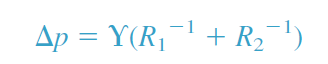 Δp = Υ(R₁⁻¹ + R₂⁻¹)